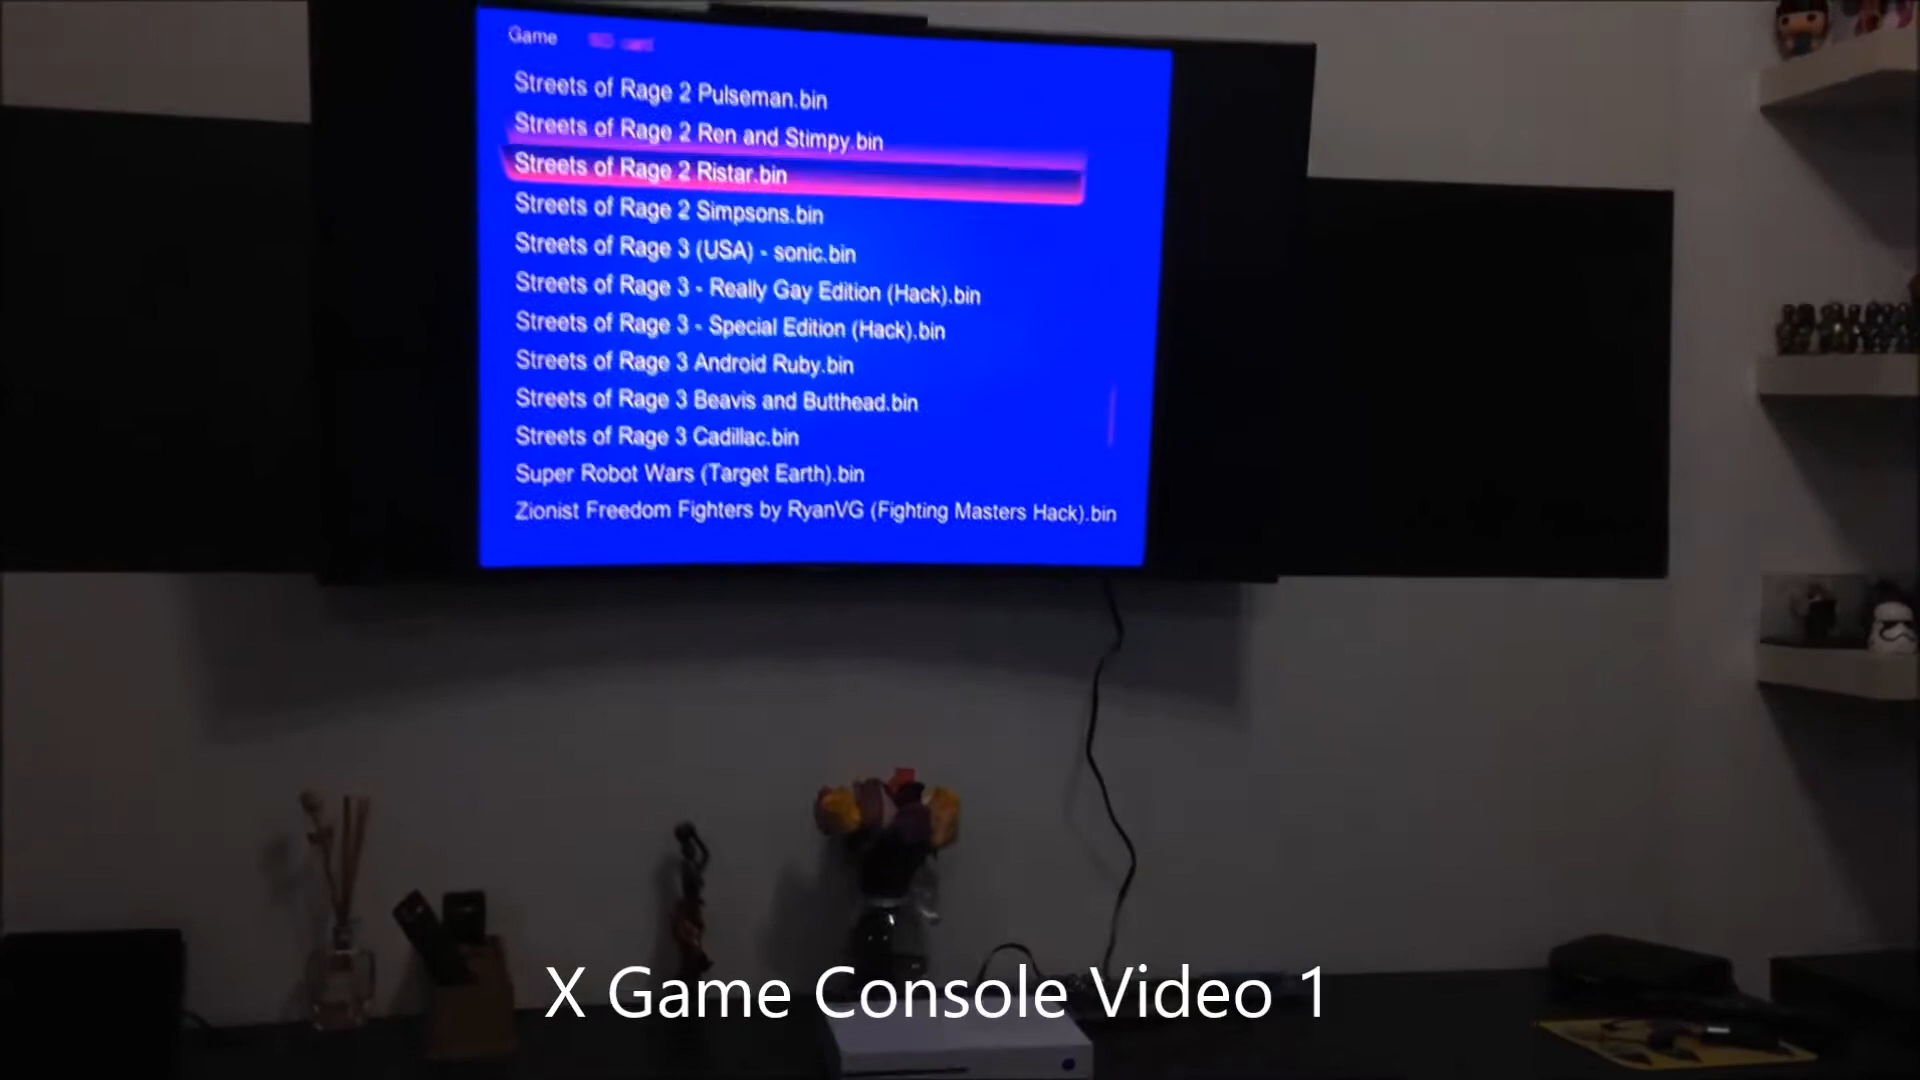 Game
Streets of Rage 2 Pulseman.bin
Streets of Rage 2 Ren and Stimpy.bin
Streets of Rage 2 Ristar.bin
Streets of Rage 2 Simpsons.bin
Streets of Rage 3 (USA) - sonic.bin
Streets of Rage 3 - Really Gay Edition (Hack).bin
Streets of Rage 3 - Special Edition (Hack).bin
Streets of Rage 3 Android Ruby.bin
Streets of Rage 3 Beavis and Butthead.bin
Streets of Rage 3 Cadillac.bin
Super Robot Wars (Target Earth).bin
Zionist Freedom Fighters by RyanVG (Fighting Masters Hack).bin
X Game Console Video 1